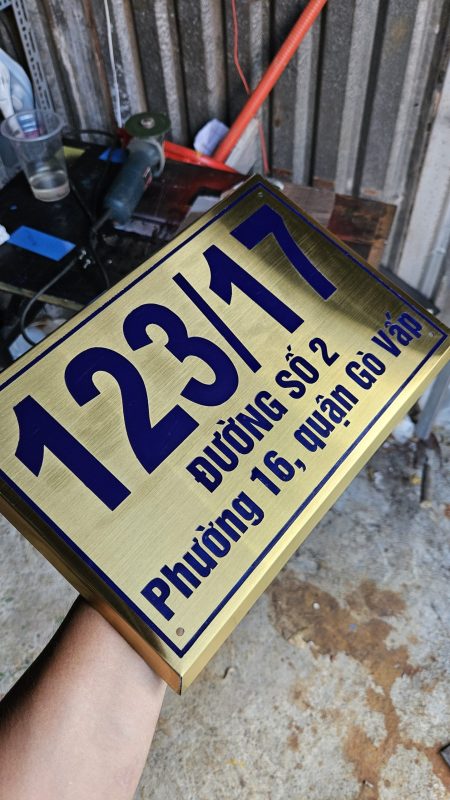 123/17
ĐƯỜNG SỐ 2
Phường 16, quận Gò Vấp